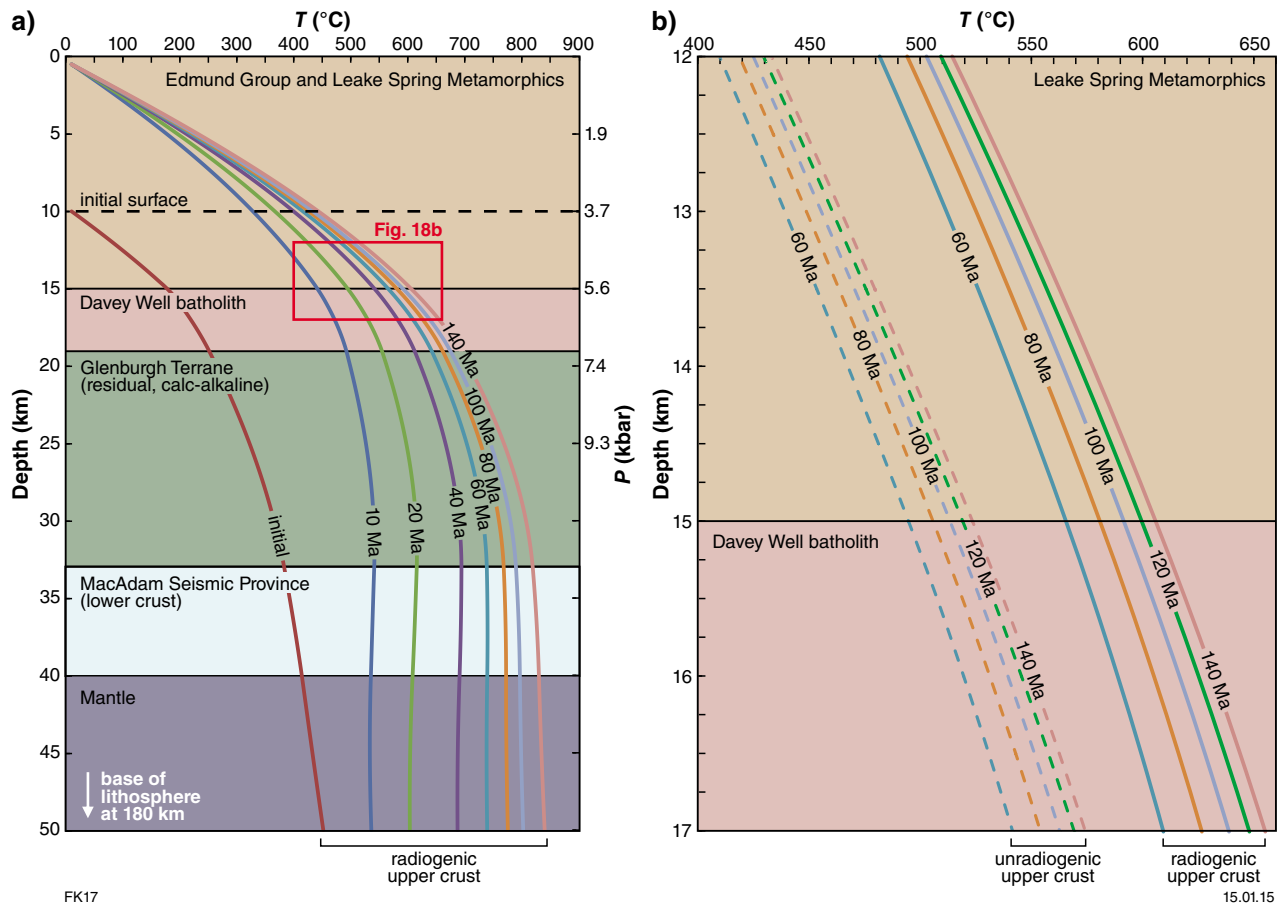 a)
T (°C)
0 100 200 300 400 500 600 700 800 900
Edmund Group and Leake Spring Metamorphics
initial surface
Fig. 18b
Davey Well batholith
Glenburgh Terrane
(residual, calc-alkaline)
MacAdam Seismic Province
(lower crust)
Mantle
base of
lithosphere
at 180 km
initial
10 Ma
20 Ma
40 Ma
60 Ma
80 Ma
100 Ma
140 Ma
Depth (km)
0
5
10
15
20
25
30
35
40
45
50
1.9
3.7
5.6
7.4
9.3
P (kbar)
radiogenic
upper crust
FK17
b)
T (°C)
400 450 500 550 600 650
Leake Spring Metamorphics
60 Ma
80 Ma
100 Ma
120 Ma
140 Ma
60 Ma
80 Ma
100 Ma
120 Ma
140 Ma
Davey Well batholith
Depth (km)
12
13
14
15
16
17
unradiogenic
upper crust
radiogenic
upper crust
15.01.15